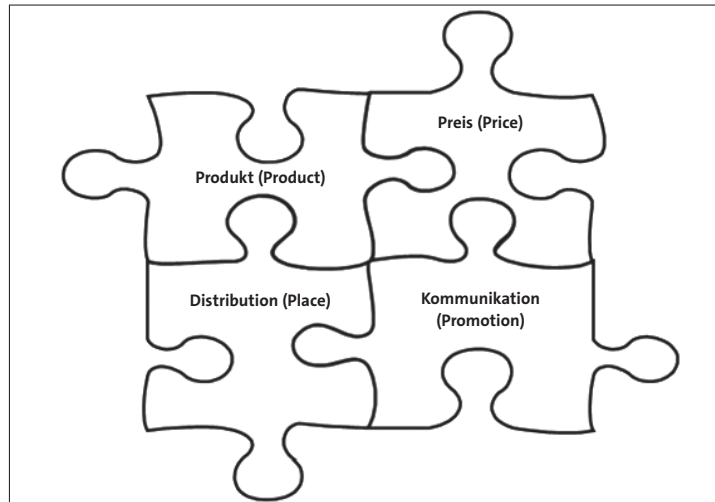 Preis (Price)
Produkt (Product)
Distribution (Place)
Kommunikation
(Promotion)